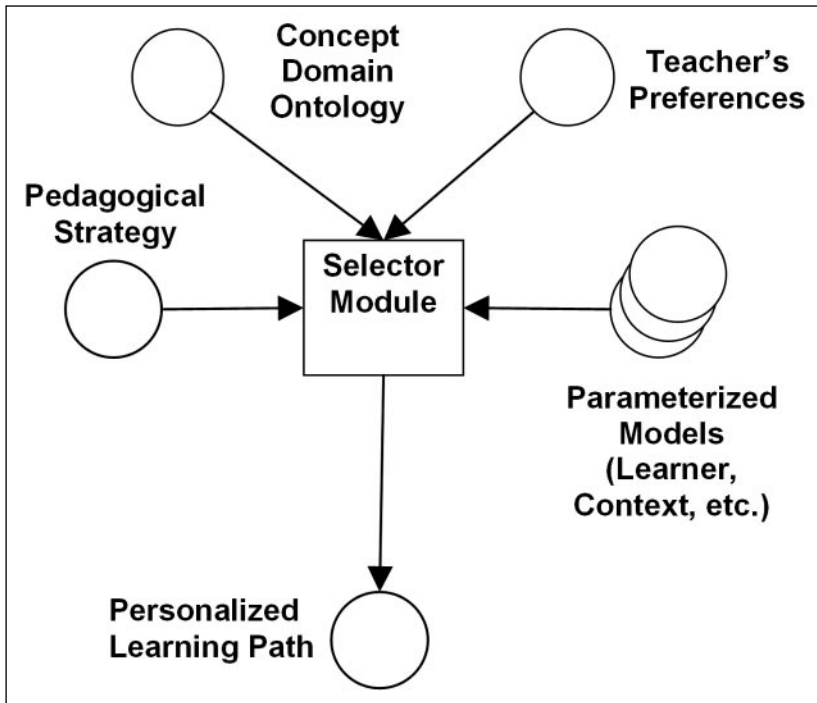 Concept
Domain
Ontology
Teacher’s
Preferences
Pedagogical
Strategy
Selector
Module
Parameterized
Models
(Learner,
Context, etc.)
Personalized
Learning Path